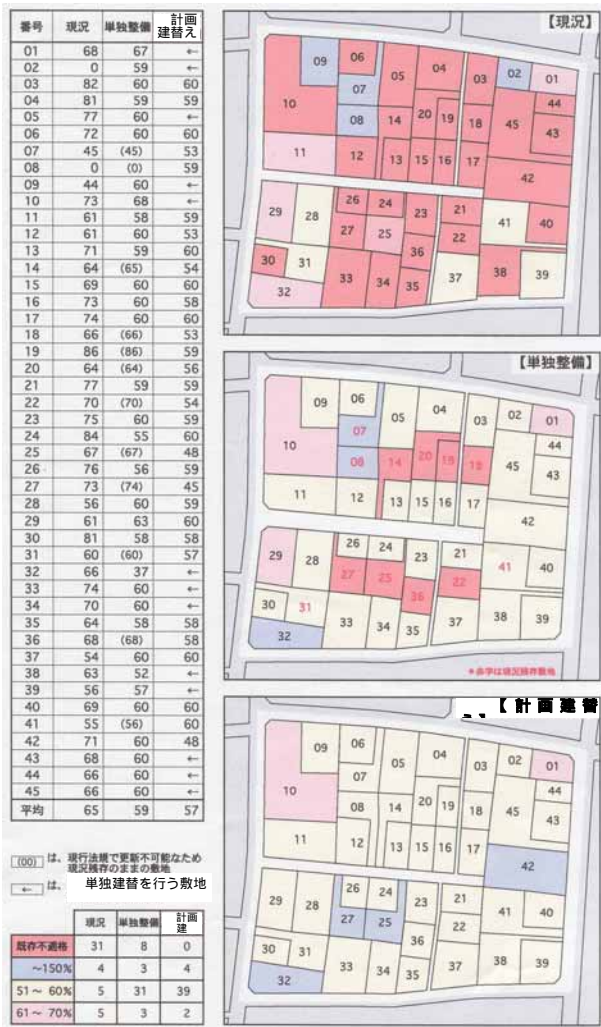 番号 現況 単独整備 計画建替え
01 68 67 ←
02 0 59 ←
03 82 60 60
04 81 59 59
05 77 60 ←
06 72 60 60
07 45 (45) 53
08 0 (0) 59
09 44 60 ←
10 73 68 ←
11 61 58 59
12 61 60 53
13 71 59 60
14 64 (65) 54
15 69 60 60
16 73 60 58
17 74 60 60
18 66 (66) 53
19 86 (86) 59
20 64 (64) 56
21 77 59 59
22 70 (70) 54
23 75 60 59
24 84 55 60
25 67 (67) 48
26 76 56 59
27 73 (74) 45
28 56 60 59
29 61 63 60
30 81 58 58
31 60 (60) 57
32 66 37 ←
33 74 60 ←
34 70 60 ←
35 64 58 58
36 68 (68) 58
37 54 60 60
38 63 52 ←
39 56 57 ←
40 69 60 60
41 55 (56) 60
42 71 60 48
43 68 60 ←
44 66 60 ←
45 66 60 ←
平均 65 59 57
(00) は、現行法規で更新不可能なため
現況残存のままの敷地
← は、単独建替を行う敷地
現況 単独整備 計画建
既存不適格 31 8 0
~150% 4 3 4
51~60% 5 31 39
61~70% 5 3 2
【現況】
09 06 05 04 03 02 01
07 44
10 08 14 20 19 18 45 43
11 12 13 15 16 17 42
29 28 26 24 23 21 41 40
27 25 22
30 31 36
32 33 34 35 37 38 39
【単独整備】
09 06 05 04 03 02 01
07 44
10 08 14 20 19 18 45 43
11 12 13 15 16 17 42
29 28 26 24 23 21 41 40
27 25 22
30 31 36
32 33 34 35 37 38 39
*赤字は現況残存敷地
【計画建替
09 06 05 04 03 02 01
07 44
10 08 14 20 19 18 45 43
11 12 13 15 16 17 42
29 28 26 24 23 21 41 40
27 25 22
30 31 36
32 33 34 35 37 38 39